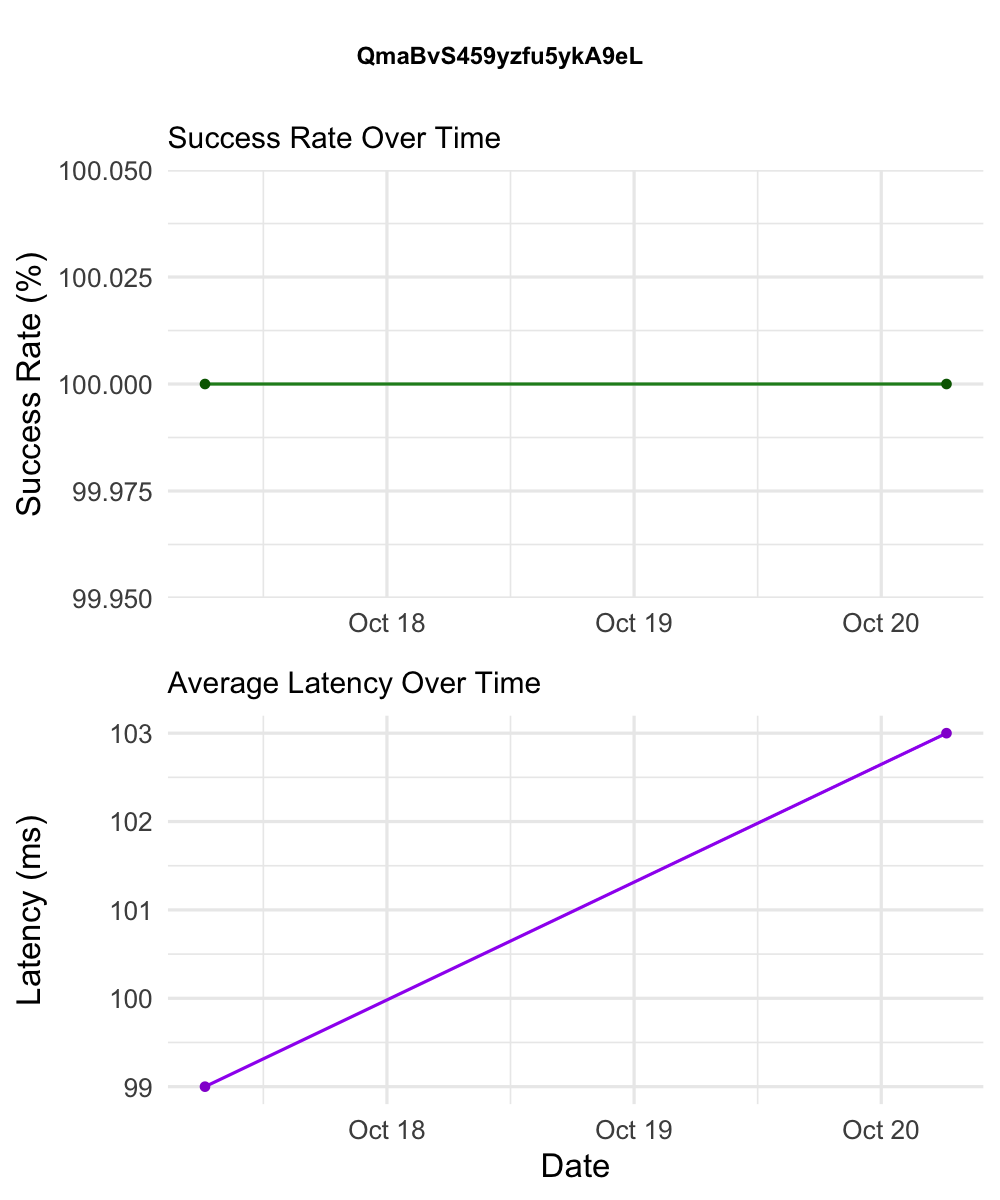 QmaBvS459yzfu5ykA9eL
Success Rate Over Time
100.050
100.025
100.000
99.975
99.950
Success Rate (%)
Oct 18 Oct 19 Oct 20
Average Latency Over Time
103
102
101
100
99
Latency (ms)
Oct 18 Oct 19 Oct 20
Date